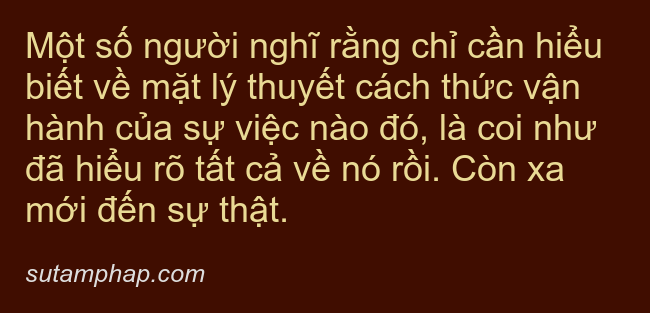 Một số người nghĩ rằng chỉ cần hiểu
biết về mặt lý thuyết cách thức vận
hành của sự việc nào đó, là coi như
đã hiểu rõ tất cả về nó rồi. Còn xa
mới đến sự thật.
sutamphap.com